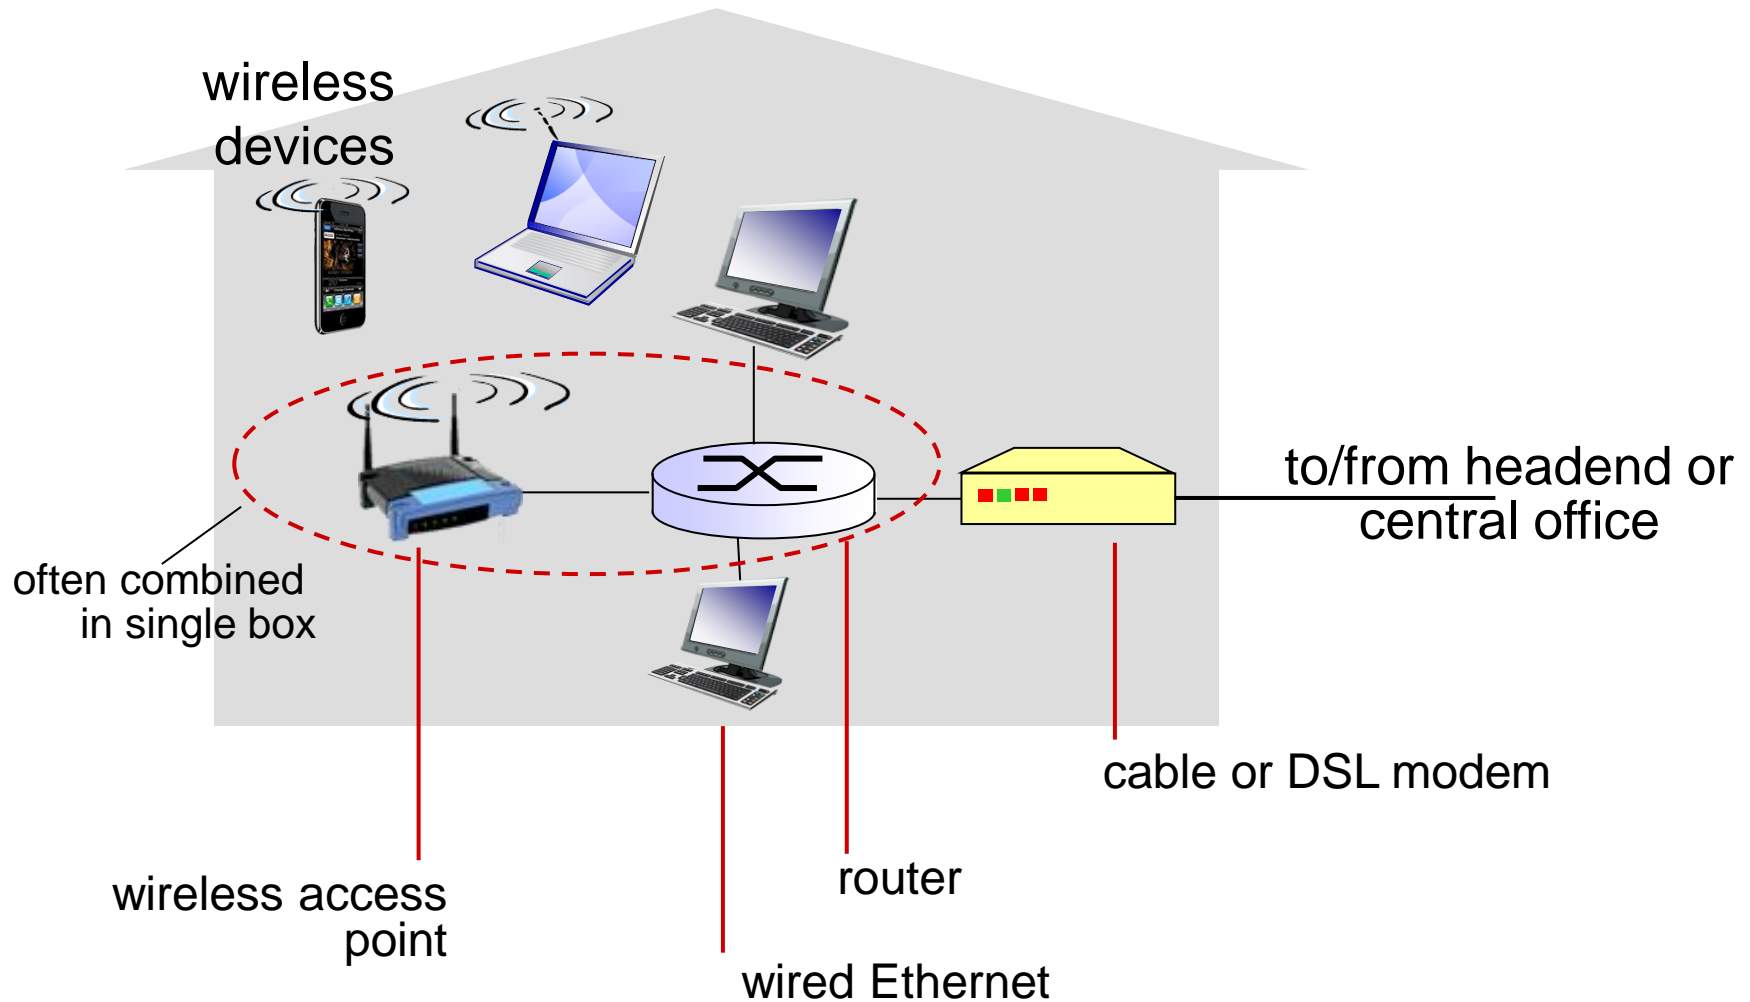 wireless
devices
to/from headend or
central office
often combined
in single box
cable or DSL modem
router
wireless access
point
wired Ethernet